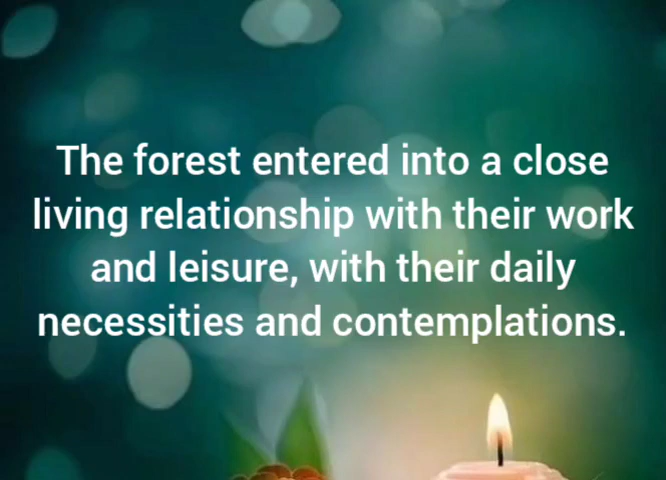 The forest entered into a close
living relationship with their work
and leisure, with their daily
necessities and contemplations.